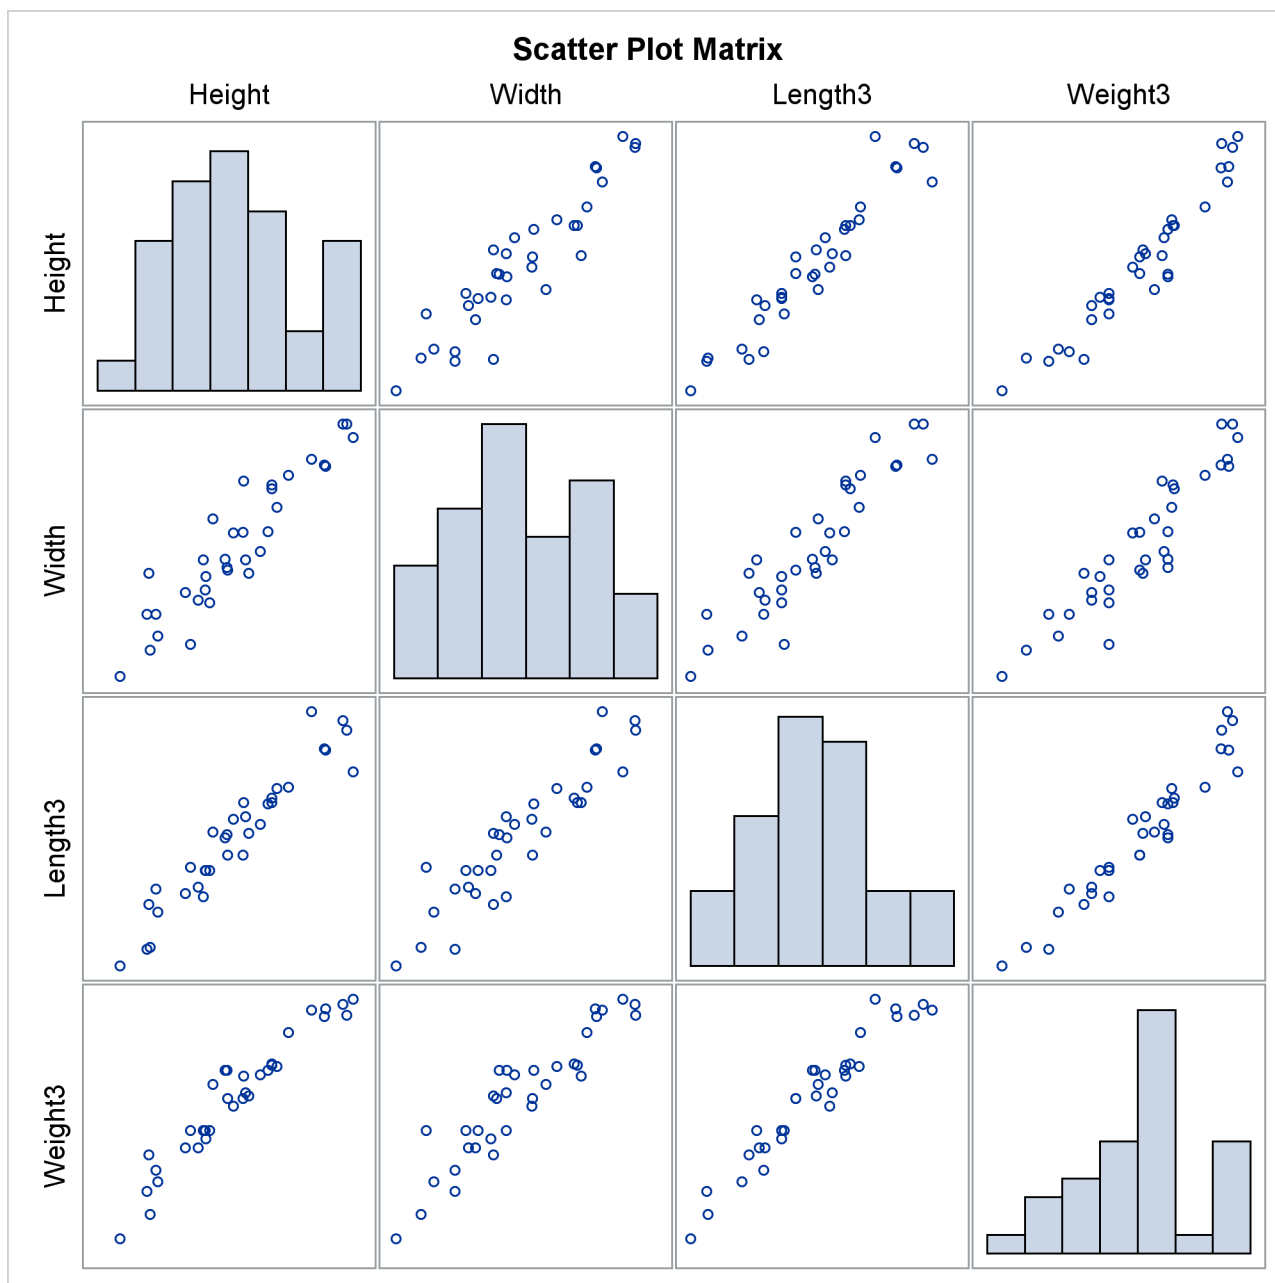 Scatter Plot Matrix
Height Width Length3 Weight3
Height
Width
Length3
Weight3